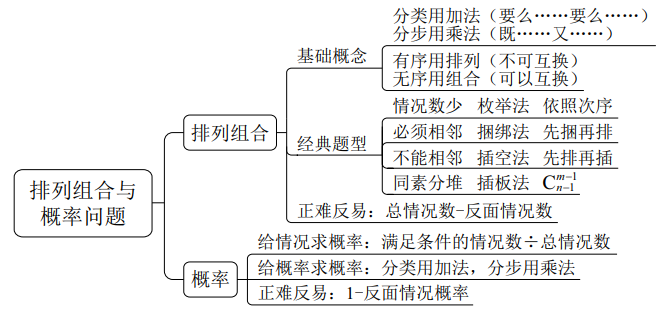 排列组合与
概率问题
排列组合
基础概念
分类用加法（要么……要么……）
分步用乘法（既……又……）
有序用排列（不可互换）
无序用组合（可以互换）
经典题型
情况数少 枚举法 依照次序
必须相邻 捆绑法 先捆再排
不能相邻 插空法 先排再插
同素分堆 插板法 C_{n-1}^{m-1}
正难反易：总情况数-反面情况数
概率
给情况求概率：满足条件的情况数÷总情况数
给概率求概率：分类用加法，分步用乘法
正难反易：1-反面情况概率